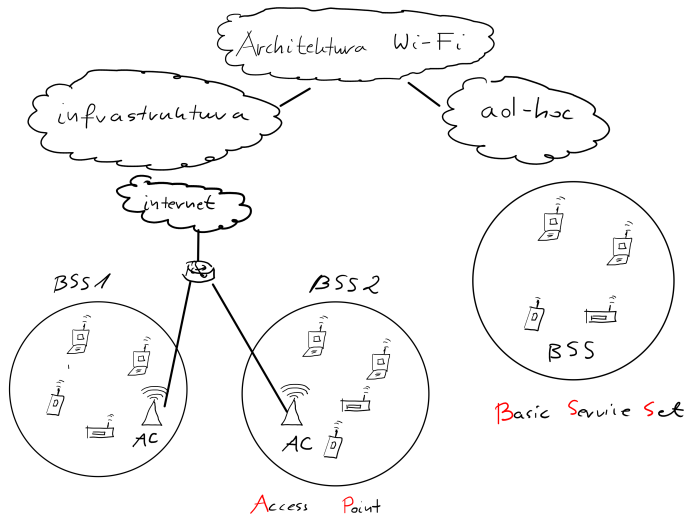 Architektura Wi-Fi
infrastruktura
ad-hoc
internet
BSS1
BSS2
AC
AC
BSS
Basic Service Set
Access Point